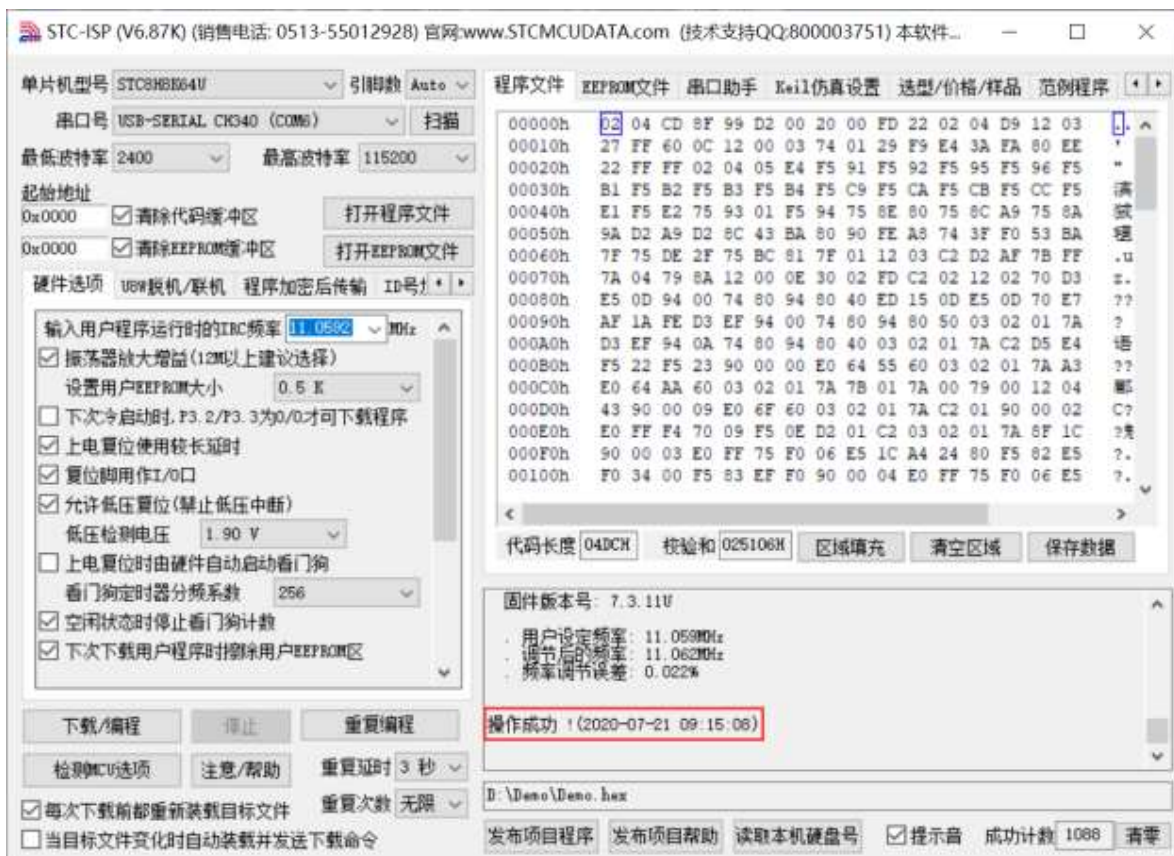 STC-ISP (V6.87K) (销售电话: 0513-55012928) 官网:www.STCMCUDATA.com (技术支持QQ:800003751) 本软件...
单片机型号 STC8H8K64U 引脚数 Auto
串口号 USB-SERIAL CH340 (COM6) 扫描
最低波特率 2400 最高波特率 115200
起始地址
0x0000 清除代码缓冲区 打开程序文件
0x0000 清除EEPROM缓冲区 打开EEPROM文件
硬件选项 U8W脱机/联机 程序加密后传输 ID号
输入用户程序运行时的IRC频率 11.0592 MHz
振荡器放大增益(12M以上建议选择)
设置用户EEPROM大小 0.5 K
下次冷启动时,P3.2/P3.3为0/0才可下载程序
上电复位使用较长延时
复位脚用作I/O口
允许低压复位(禁止低压中断)
低压检测电压 1.90 V
上电复位时由硬件自动启动看门狗
看门狗定时器分频系数 256
空闲状态时停止看门狗计数
下次下载用户程序时擦除用户EEPROM区
下载/编程 停止 重复编程
检测MCU选项 注意/帮助 重复延时 3 秒
每次下载前都重新装载目标文件 重复次数 无限
当目标文件变化时自动装载并发送下载命令
程序文件 EEPROM文件 串口助手 Keil仿真设置 选型/价格/样品 范例程序
00000h 02 04 CD 8F 99 D2 00 20 00 FD 22 02 04 D9 12 03 ..
00010h 27 FF 60 0C 12 00 03 74 01 29 F9 E4 3A FA 80 EE '
00020h 22 FF FF 02 04 05 E4 F5 91 F5 92 F5 95 F5 96 F5 "
00030h B1 F5 B2 F5 B3 F5 B4 F5 C9 F5 CA F5 CB F5 CC F5
00040h E1 F5 E2 75 93 01 F5 94 75 8E 80 75 8C A9 75 8A
00050h 9A D2 A9 D2 8C 43 BA 80 90 FE A8 74 3F F0 53 BA
00060h 7F 75 DE 2F 75 BC 81 7F 01 12 03 C2 D2 AF 7B FF .u
00070h 7A 04 79 8A 12 00 0E 30 02 FD C2 02 12 02 70 D3 z.
00080h E5 0D 94 00 74 80 94 80 40 ED 15 0D E5 0D 70 E7 ??
00090h AF 1A FE D3 EF 94 00 74 80 94 80 50 03 02 01 7A ?
000A0h D3 EF 94 0A 74 80 94 80 40 03 02 01 7A C2 D5 E4 语
000B0h F5 22 F5 23 90 00 00 E0 64 55 60 03 02 01 7A A3 ??
000C0h E0 64 AA 60 03 02 01 7A 7B 01 7A 00 79 00 12 04
000D0h 43 90 00 09 E0 6F 60 03 02 01 7A C2 01 90 00 02 C?
000E0h E0 FF F4 70 09 F5 0E D2 01 C2 03 02 01 7A 8F 1C
000F0h 90 00 03 E0 FF 75 F0 06 E5 1C A4 24 80 F5 82 E5 ?.
00100h F0 34 00 F5 83 EF F0 90 00 04 E0 FF 75 F0 06 E5 ?.
代码长度 04DCH 校验和 025106H 区域填充 清空区域 保存数据
固件版本号: 7.3.11U
. 用户设定频率: 11.059MHz
. 调节后的频率: 11.062MHz
. 频率调节误差: 0.022%
操作成功 !(2020-07-21 09:15:08)
D:\Demo\Demo.hex
发布项目程序 发布项目帮助 读取本机硬盘号 提示音 成功计数 1088 清零